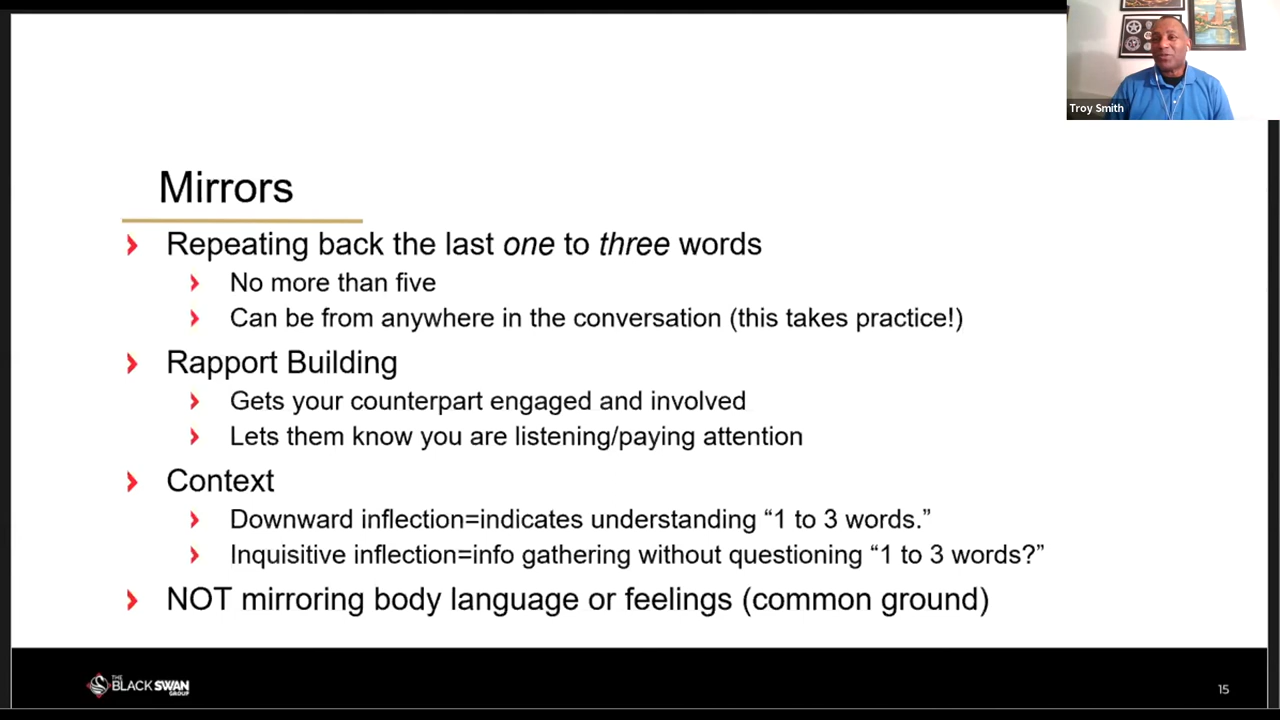 Troy Smith
Mirrors
Repeating back the last one to three words
No more than five
Can be from anywhere in the conversation (this takes practice!)
Rapport Building
Gets your counterpart engaged and involved
Lets them know you are listening/paying attention
Context
Downward inflection=indicates understanding “1 to 3 words.”
Inquisitive inflection=info gathering without questioning “1 to 3 words?”
NOT mirroring body language or feelings (common ground)
THE
BLACK SWAN
GROUP
15